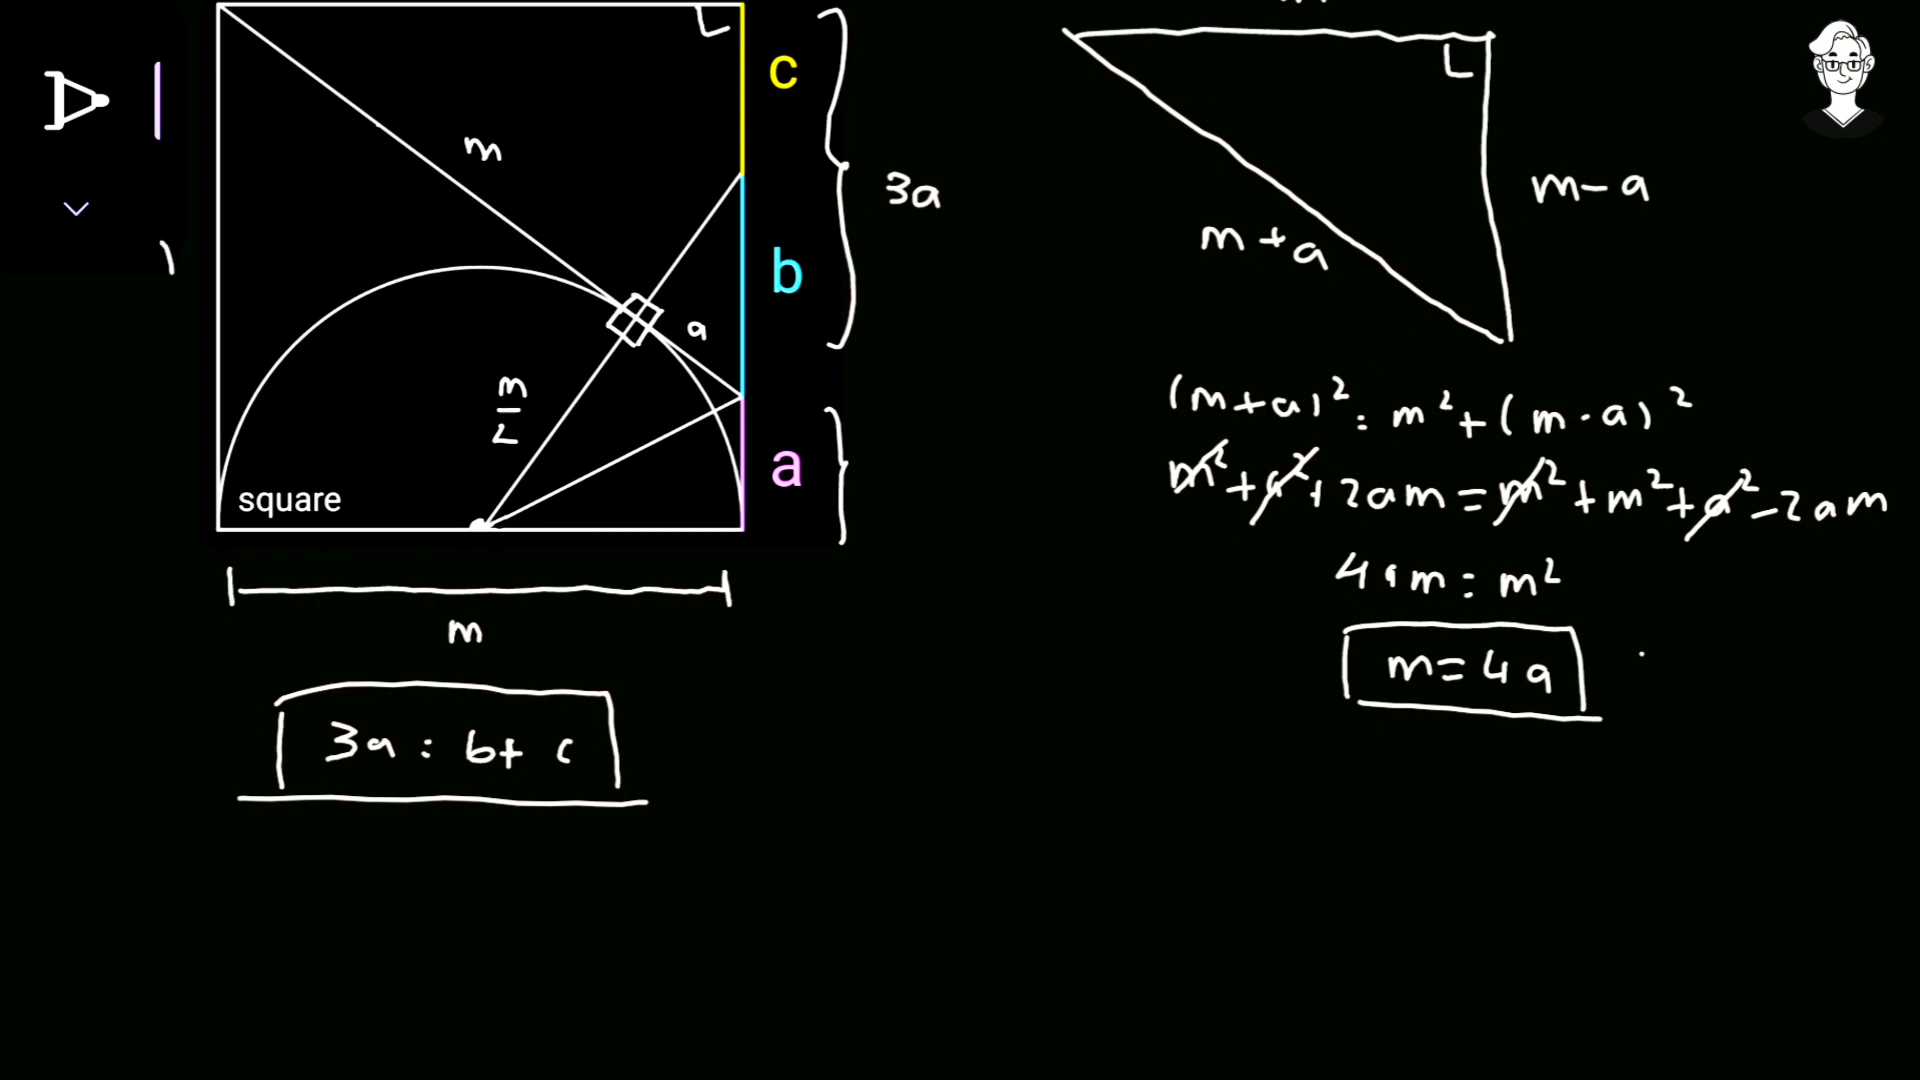 c
m
3a
m - a
m + a
b
a
m/2
a
square
m
3a = b + c
(m + a)² = m² + (m - a)²
m² + a² + 2am = m² + m² + a² - 2am
4am = m²
m = 4a